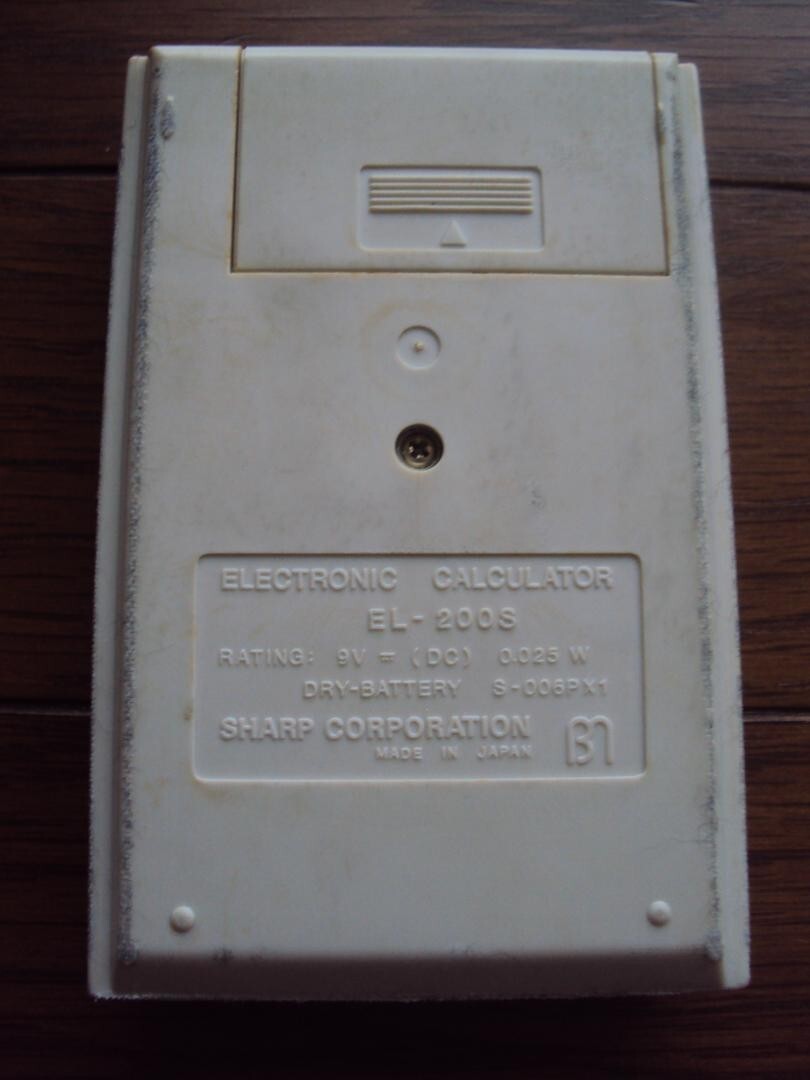 ELECTRONIC CALCULATOR
EL-200S
RATING: 9V ⎓ (DC) 0.025 W
DRY-BATTERY S-006PX1
SHARP CORPORATION
MADE IN JAPAN